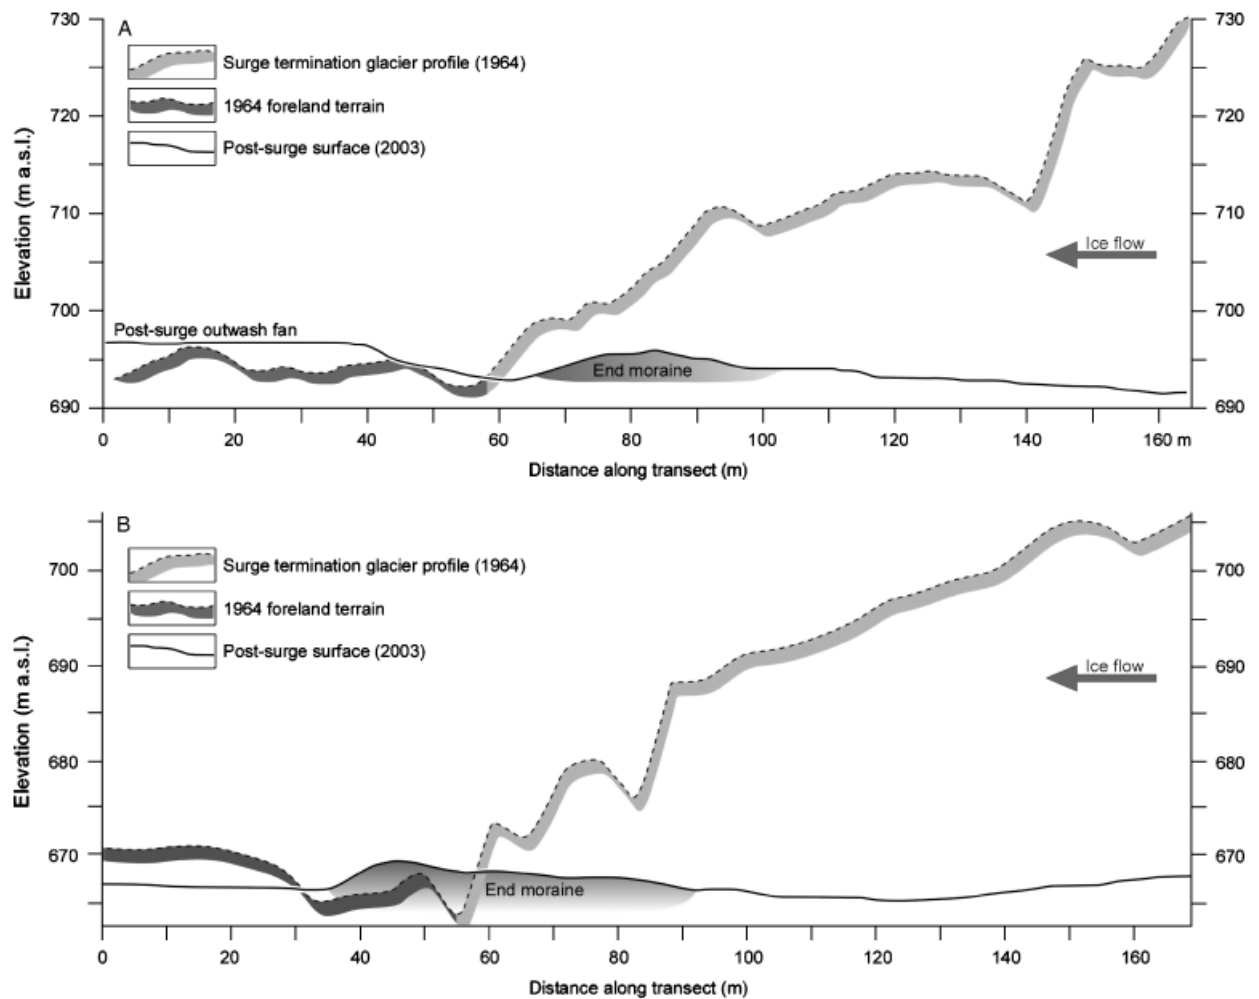 A
Surge termination glacier profile (1964)
1964 foreland terrain
Post-surge surface (2003)
730
720
710
700
690
Elevation (m a.s.l.)
730
720
710
700
690
Ice flow
Post-surge outwash fan
End moraine
0 20 40 60 80 100 120 140 160 m
Distance along transect (m)
B
Surge termination glacier profile (1964)
1964 foreland terrain
Post-surge surface (2003)
700
690
680
670
Elevation (m a.s.l.)
700
690
680
670
Ice flow
End moraine
0 20 40 60 80 100 120 140 160
Distance along transect (m)